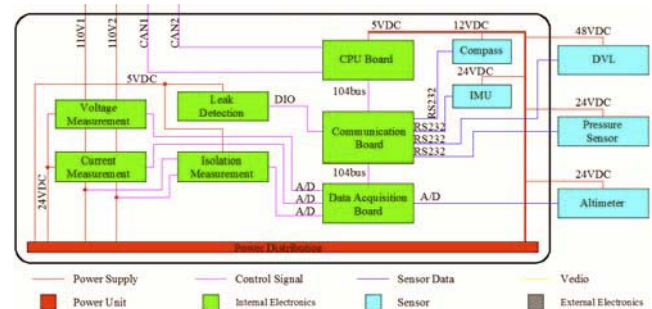 110V1
110V2
CAN1
CAN2
5VDC
12VDC
48VDC
CPU Board
Compass
DVL
24VDC
5VDC
Leak
Detection
DIO
104bus
RS232
IMU
24VDC
Voltage
Measurement
Communication
Board
RS232
RS232
RS232
Pressure
Sensor
Current
Measurement
Isolation
Measurement
104bus
24VDC
24VDC
A/D
A/D
A/D
Data Acquisition
Board
A/D
Altimeter
Power Distribution
Power Supply
Control Signal
Sensor Data
Vedio
Power Unit
Internal Electronics
Sensor
External Electronics